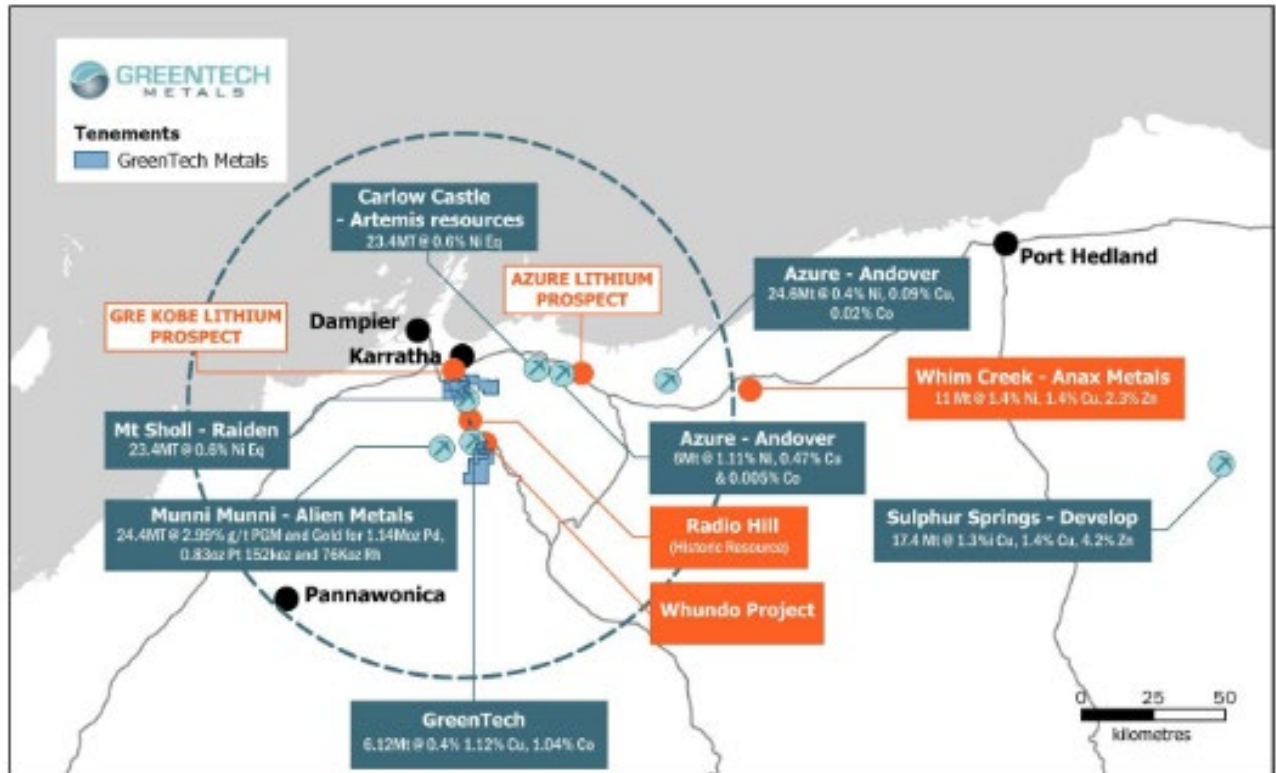 GREENTECH
METALS
Tenements
GreenTech Metals
Carlow Castle
- Artemis resources
23.4MT @ 0.6% Ni Eq
AZURE LITHIUM
PROSPECT
Azure - Andover
24.6Mt @ 0.4% Ni, 0.09% Cu,
0.02% Co
Port Hedland
GRE KOBE LITHIUM
PROSPECT
Dampier
Karratha
Whim Creek - Anax Metals
11 Mt @ 1.4% Ni, 1.4% Cu, 2.3% Zn
Mt Sholl - Raiden
23.4MT @ 0.6% Ni Eq
Azure - Andover
6Mt @ 1.11% Ni, 0.47% Cu
& 0.005% Co
Munni Munni - Alien Metals
24.4MT @ 2.99% g/t PGM and Gold for 1.14Moz Pd,
0.83oz Pt 152koz and 76Koz Rh
Radio Hill
(Historic Resource)
Sulphur Springs - Develop
17.4 Mt @ 1.3%i Cu, 1.4% Cu, 4.2% Zn
Pannawonica
Whundo Project
GreenTech
6.12Mt @ 0.4% 1.12% Cu, 1.04% Co
0 25 50
kilometres